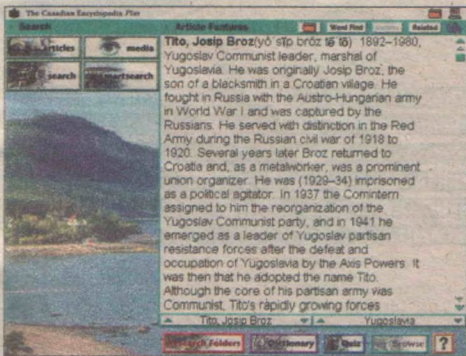 The Canadian Encyclopedia Plus
Search
Article Features
Word Find
Related
articles
media
search
smartsearch
Tito, Josip Broz(yô´sĭp brôz tē´tō) 1892–1980,
Yugoslav Communist leader, marshal of
Yugoslavia. He was originally Josip Broz, the
son of a blacksmith in a Croatian village. He
fought in Russia with the Austro-Hungarian army
in World War I and was captured by the
Russians. He served with distinction in the Red
Army during the Russian civil war of 1918 to
1920. Several years later Broz returned to
Croatia and, as a metalworker, was a prominent
union organizer. He was (1929–34) imprisoned
as a political agitator. In 1937 the Comintern
assigned to him the reorganization of the
Yugoslav Communist party, and in 1941 he
emerged as a leader of Yugoslav partisan
resistance forces after the defeat and
occupation of Yugoslavia by the Axis Powers. It
was then that he adopted the name Tito.
Although the core of his partisan army was
Communist, Tito's rapidly growing forces
Tito, Josip Broz
Yugoslavia
Research Folders
Dictionary
Quiz
Browse
?